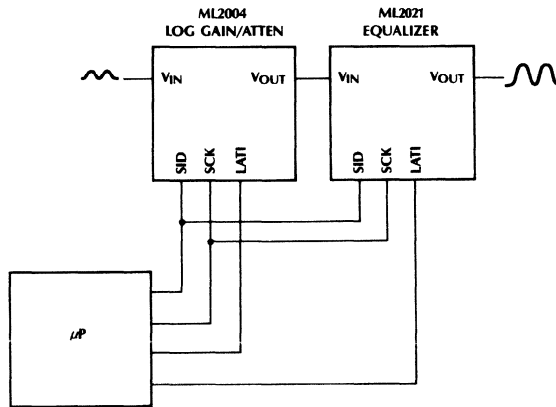 ML2004
LOG GAIN/ATTEN
ML2021
EQUALIZER
VIN
VOUT
VIN
VOUT
SID
SCK
LATI
SID
SCK
LATI
μP